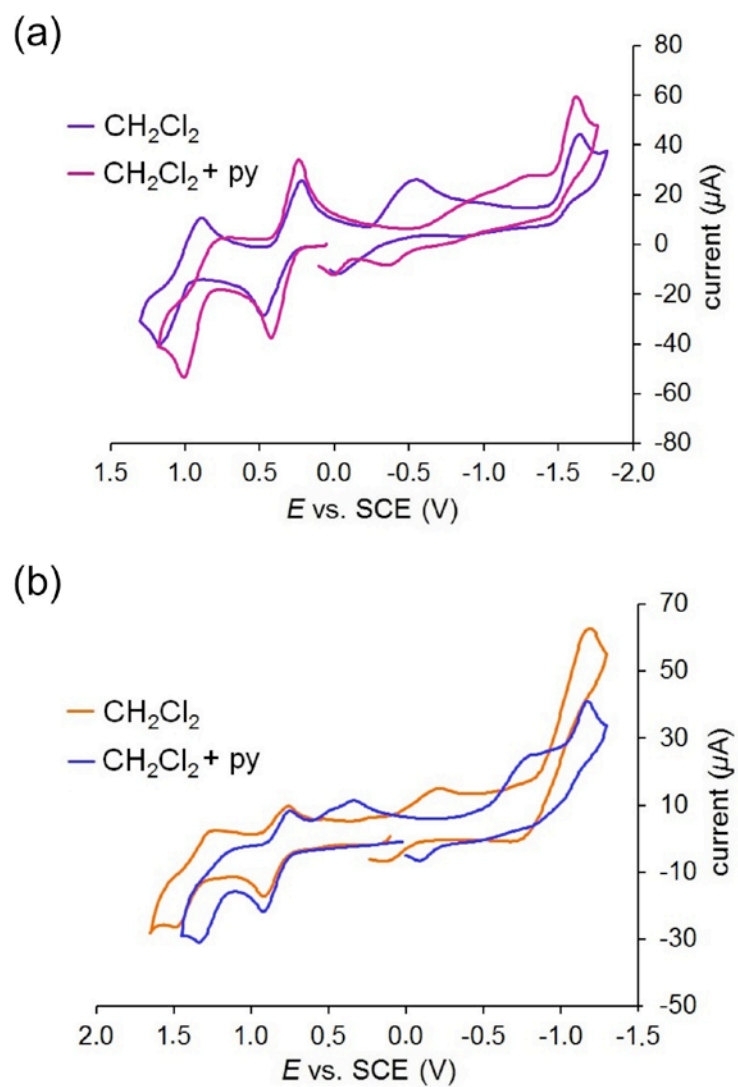 (a)
80
60
40
20
0
-20
-40
-60
-80
current (µA)
CH₂Cl₂
CH₂Cl₂ + py
1.5 1.0 0.5 0.0 -0.5 -1.0 -1.5 -2.0
E vs. SCE (V)
(b)
70
50
30
10
-10
-30
-50
current (µA)
CH₂Cl₂
CH₂Cl₂ + py
2.0 1.5 1.0 0.5 0.0 -0.5 -1.0 -1.5
E vs. SCE (V)